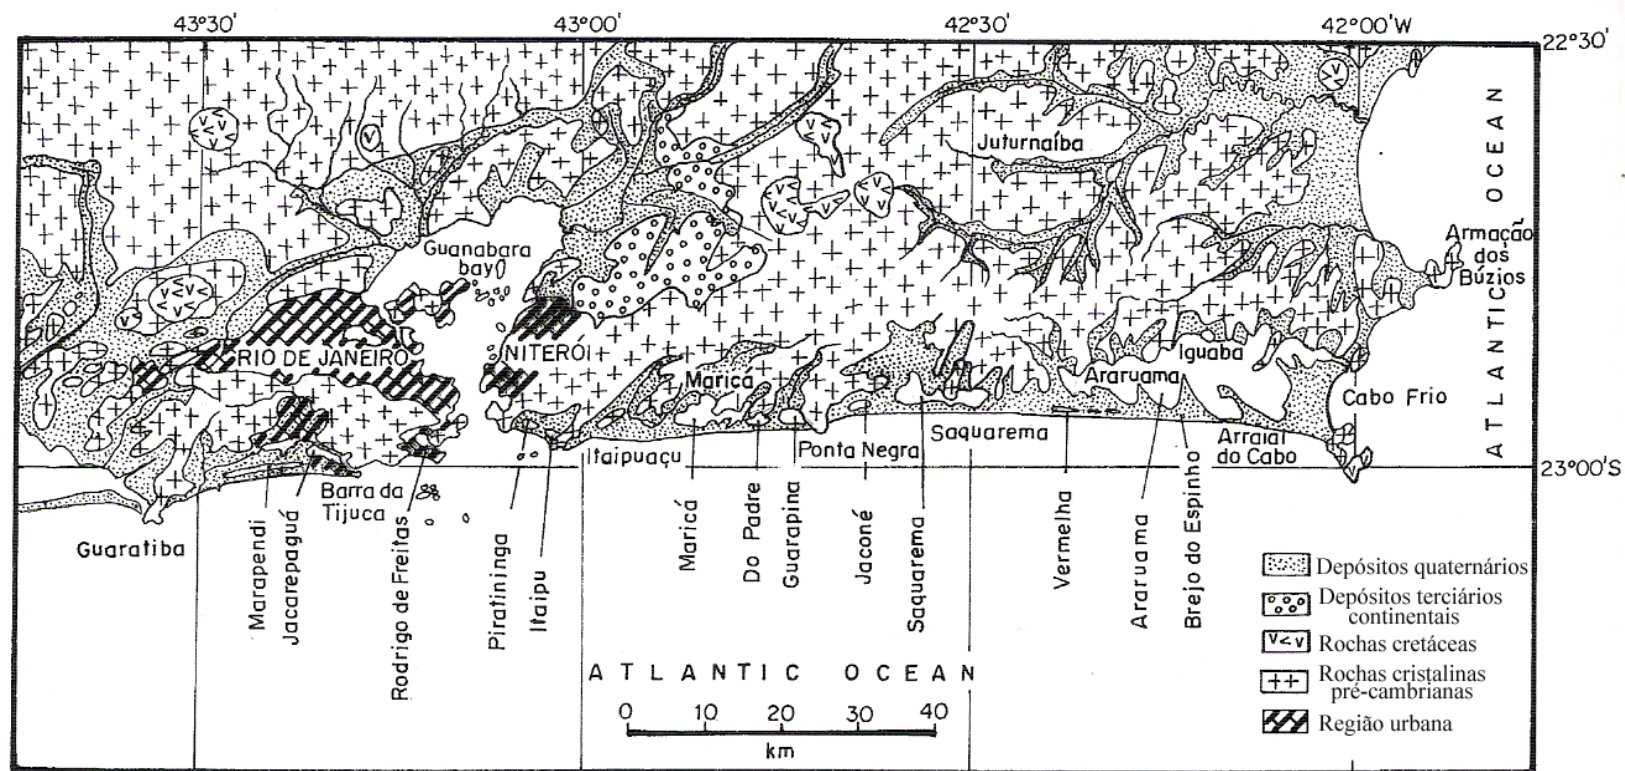 43°30'
43°00'
42°30'
42°00'W
22°30'
Juturnaíba
ATLANTIC OCEAN
Guanabara
bay
Armação
dos
Búzios
RIO DE JANEIRO
NITERÓI
Maricá
Iguaba
Araruama
Cabo Frio
Itaipuaçu
Ponta Negra
Saquarema
Arraial
do Cabo
23°00'S
Barra da
Tijuca
Guaratiba
Marapendi
Jacarepaguá
Rodrigo de Freitas
Piratininga
Itaipu
Maricá
Do Padre
Guarapina
Jaconé
Saquarema
Vermelha
Araruama
Brejo do Espinho
ATLANTIC OCEAN
0 10 20 30 40
km
Depósitos quaternários
Depósitos terciários
continentais
Rochas cretáceas
Rochas cristalinas
pré-cambrianas
Região urbana